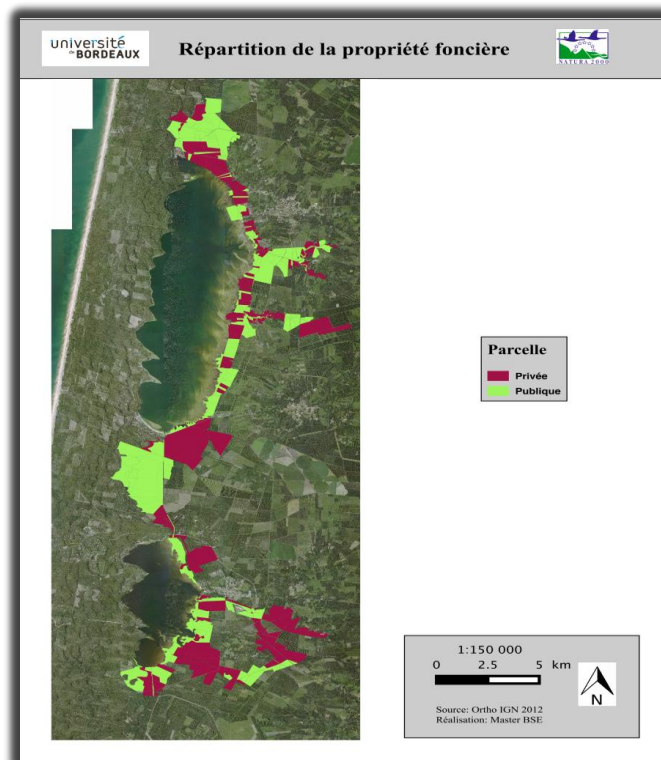 université
de BORDEAUX
Répartition de la propriété foncière
NATURA 2000
Parcelle
Privée
Publique
1:150 000
0 2.5 5 km
N
Source: Ortho IGN 2012
Réalisation: Master BSE